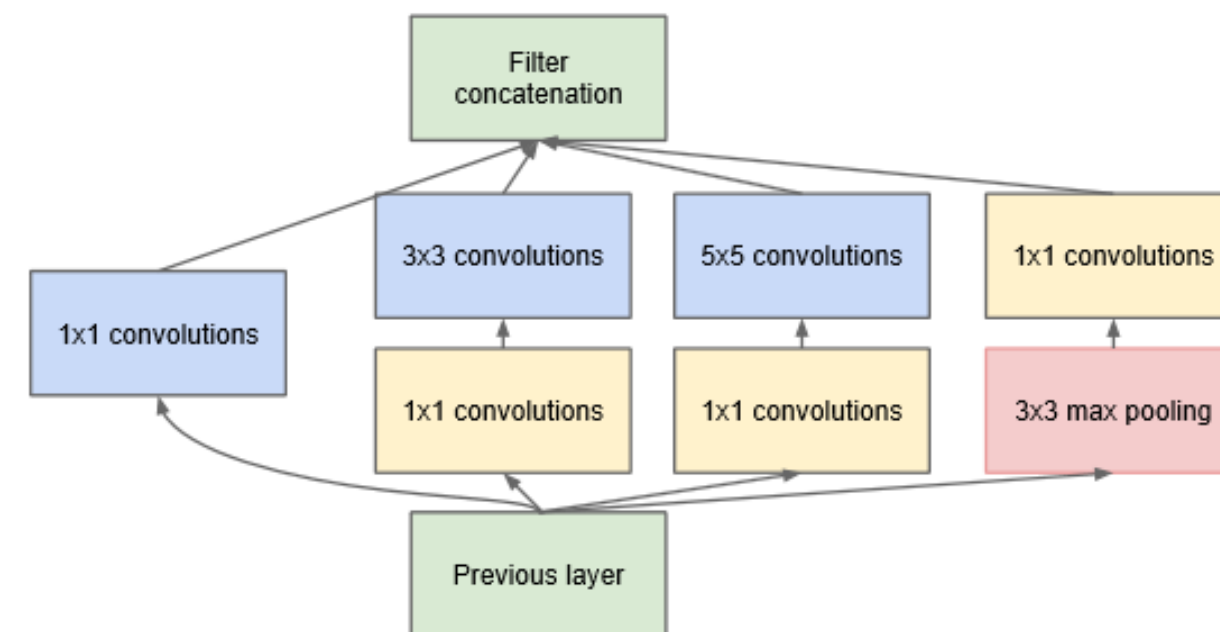 Filter
concatenation
3x3 convolutions
5x5 convolutions
1x1 convolutions
1x1 convolutions
1x1 convolutions
1x1 convolutions
3x3 max pooling
Previous layer